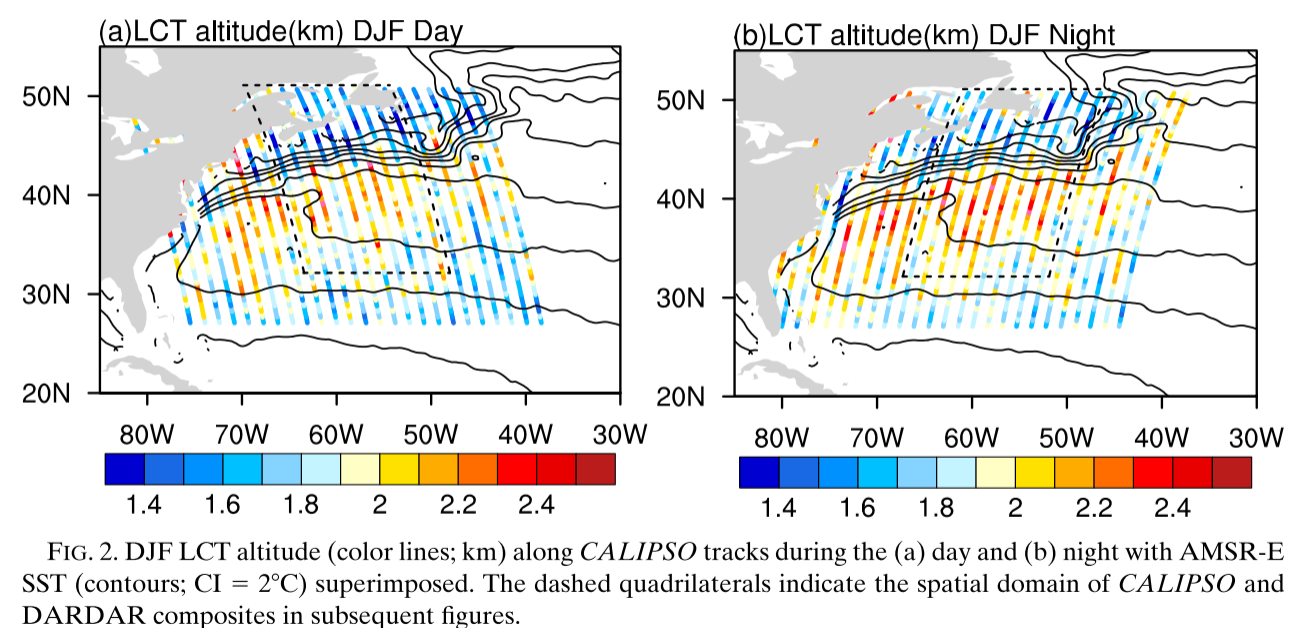 (a)LCT altitude(km) DJF Day
50N
40N
30N
20N
80W 70W 60W 50W 40W 30W
1.4 1.6 1.8 2 2.2 2.4
(b)LCT altitude(km) DJF Night
50N
40N
30N
20N
80W 70W 60W 50W 40W 30W
1.4 1.6 1.8 2 2.2 2.4
FIG. 2. DJF LCT altitude (color lines; km) along CALIPSO tracks during the (a) day and (b) night with AMSR-E
SST (contours; CI = 2°C) superimposed. The dashed quadrilaterals indicate the spatial domain of CALIPSO and
DARDAR composites in subsequent figures.